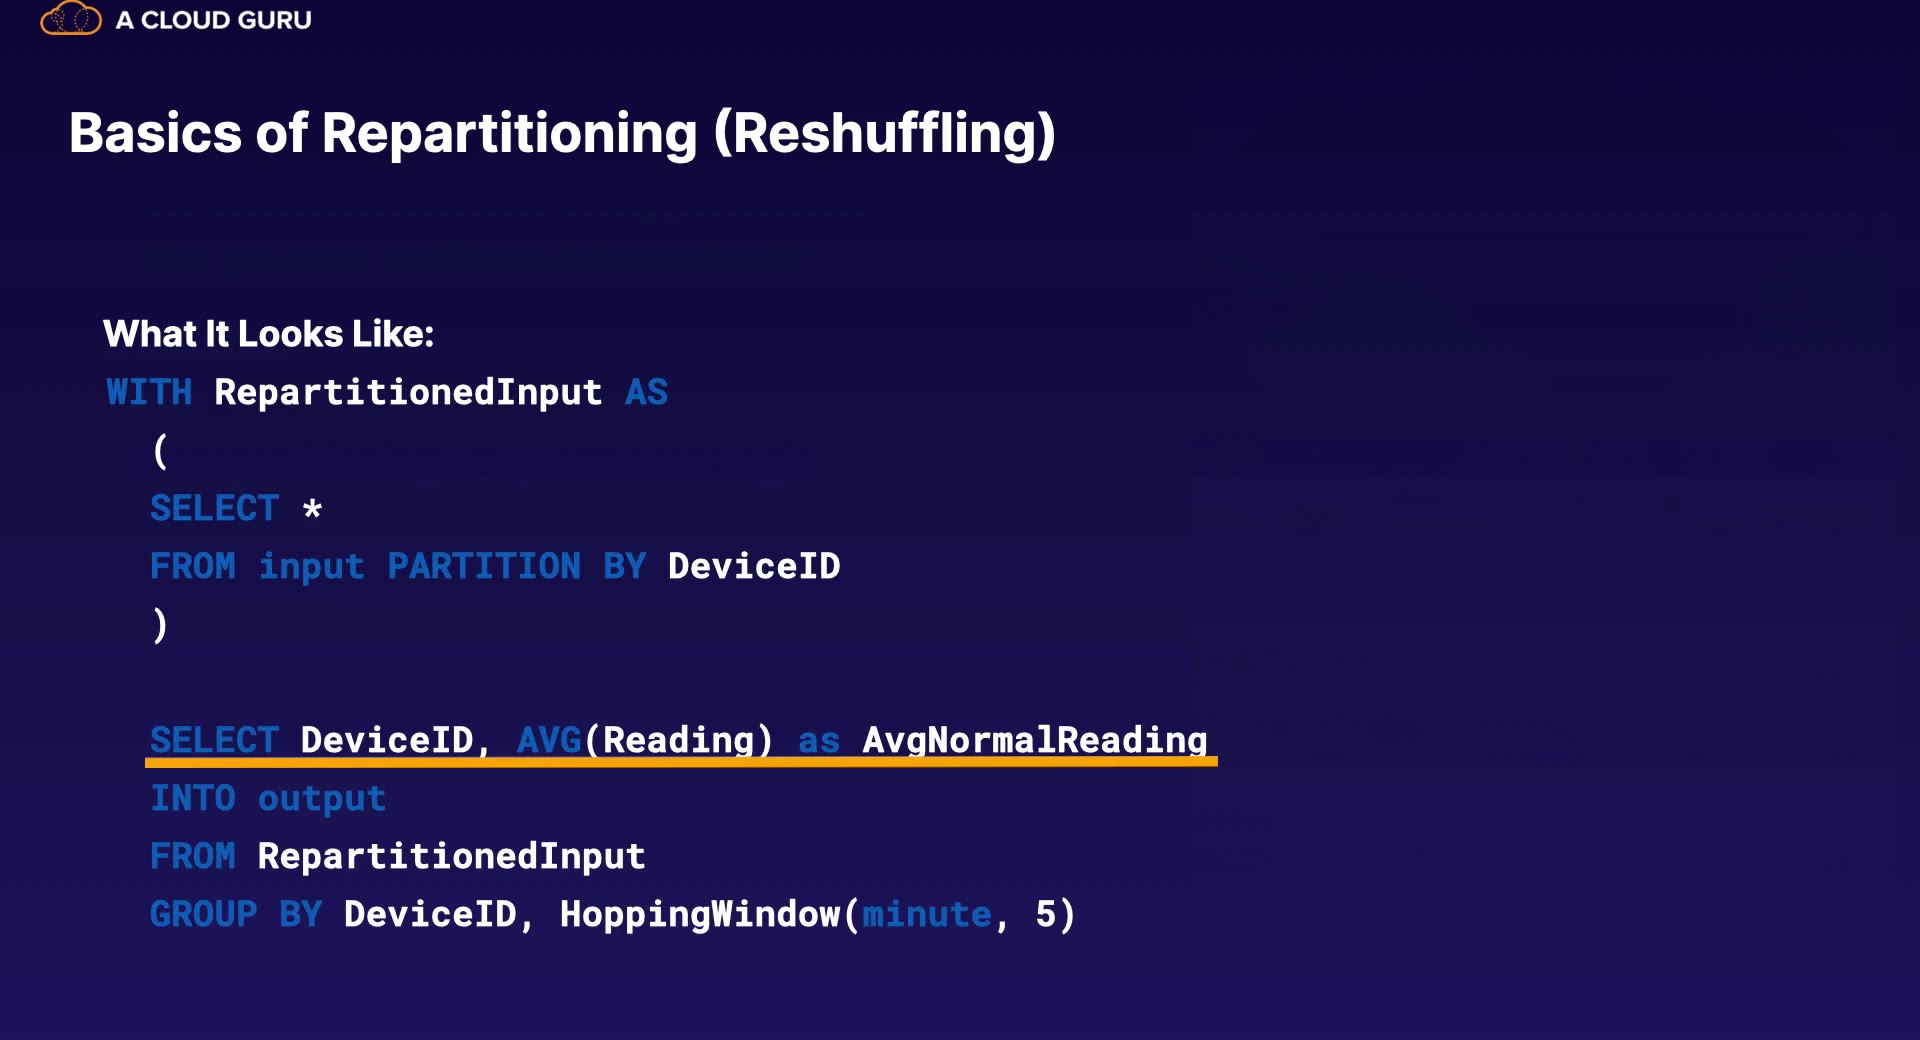 A CLOUD GURU
Basics of Repartitioning (Reshuffling)
What It Looks Like:
WITH RepartitionedInput AS
(
SELECT *
FROM input PARTITION BY DeviceID
)
SELECT DeviceID, AVG(Reading) as AvgNormalReading
INTO output
FROM RepartitionedInput
GROUP BY DeviceID, HoppingWindow(minute, 5)